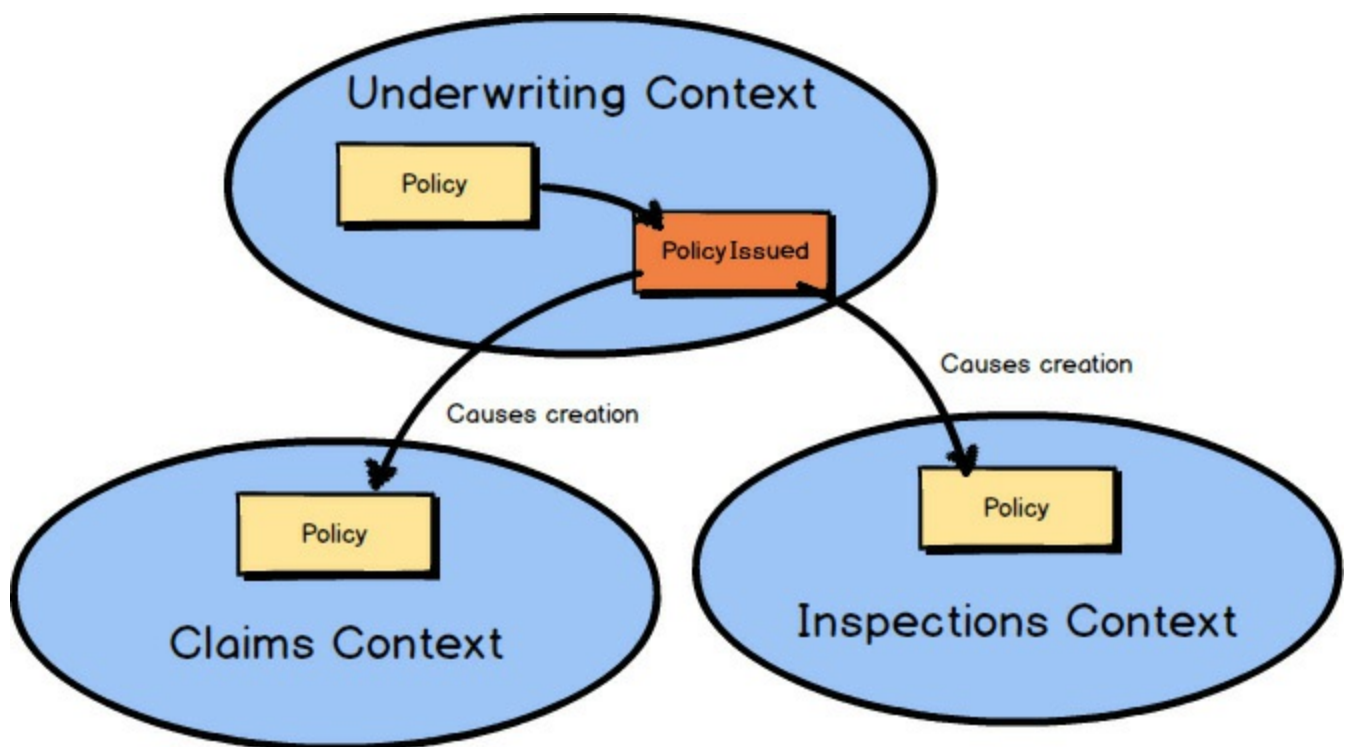 Underwriting Context
Policy
PolicyIssued
Causes creation
Causes creation
Policy
Policy
Claims Context
Inspections Context